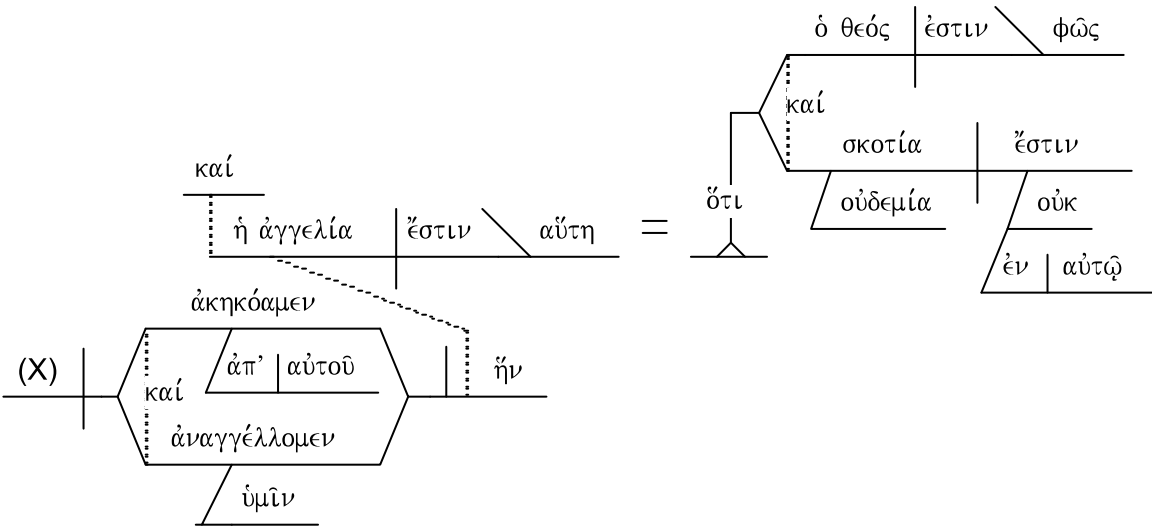 ὁ θεός ἐστιν φῶς
καί
σκοτία ἔστιν
οὐδεμία οὐκ
ἐν αὐτῷ
καί
ἡ ἀγγελία ἔστιν αὕτη = ὅτι
ἀκηκόαμεν
(X) ἀπ’ αὐτοῦ ἥν
καί
ἀναγγέλλομεν
ὑμῖν